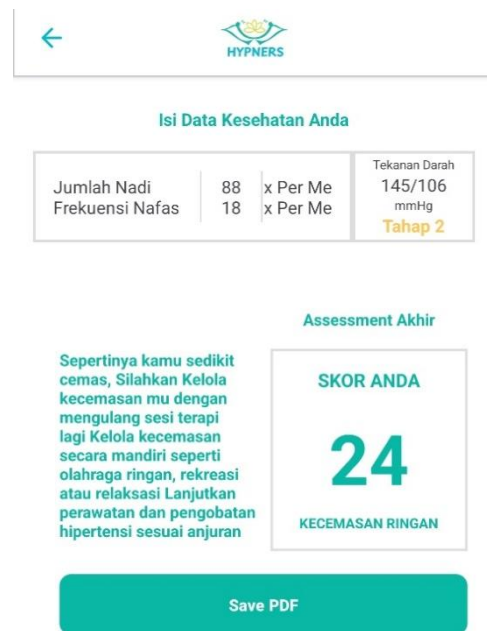 HYPNERS
Isi Data Kesehatan Anda
Jumlah Nadi 88 x Per Me
Frekuensi Nafas 18 x Per Me
Tekanan Darah
145/106
mmHg
Tahap 2
Assessment Akhir
Sepertinya kamu sedikit
cemas, Silahkan Kelola
kecemasan mu dengan
mengulang sesi terapi
lagi Kelola kecemasan
secara mandiri seperti
olahraga ringan, rekreasi
atau relaksasi Lanjutkan
perawatan dan pengobatan
hipertensi sesuai anjuran
SKOR ANDA
24
KECEMASAN RINGAN
Save PDF